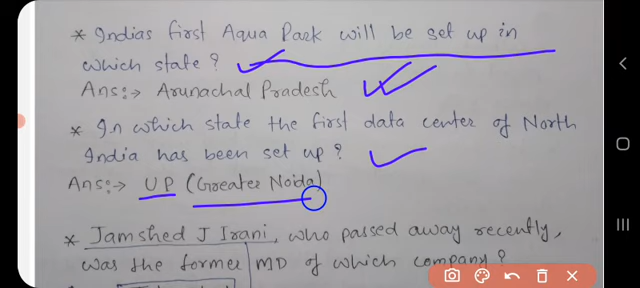 * Indias first Aqua Park will be set up in
which state?
Ans:→ Arunachal Pradesh
* In which state the first data center of North
India has been set up?
Ans:→ UP (Greater Noida)
* Jamshed J Irani, who passed away recently,
was the former MD of which company?